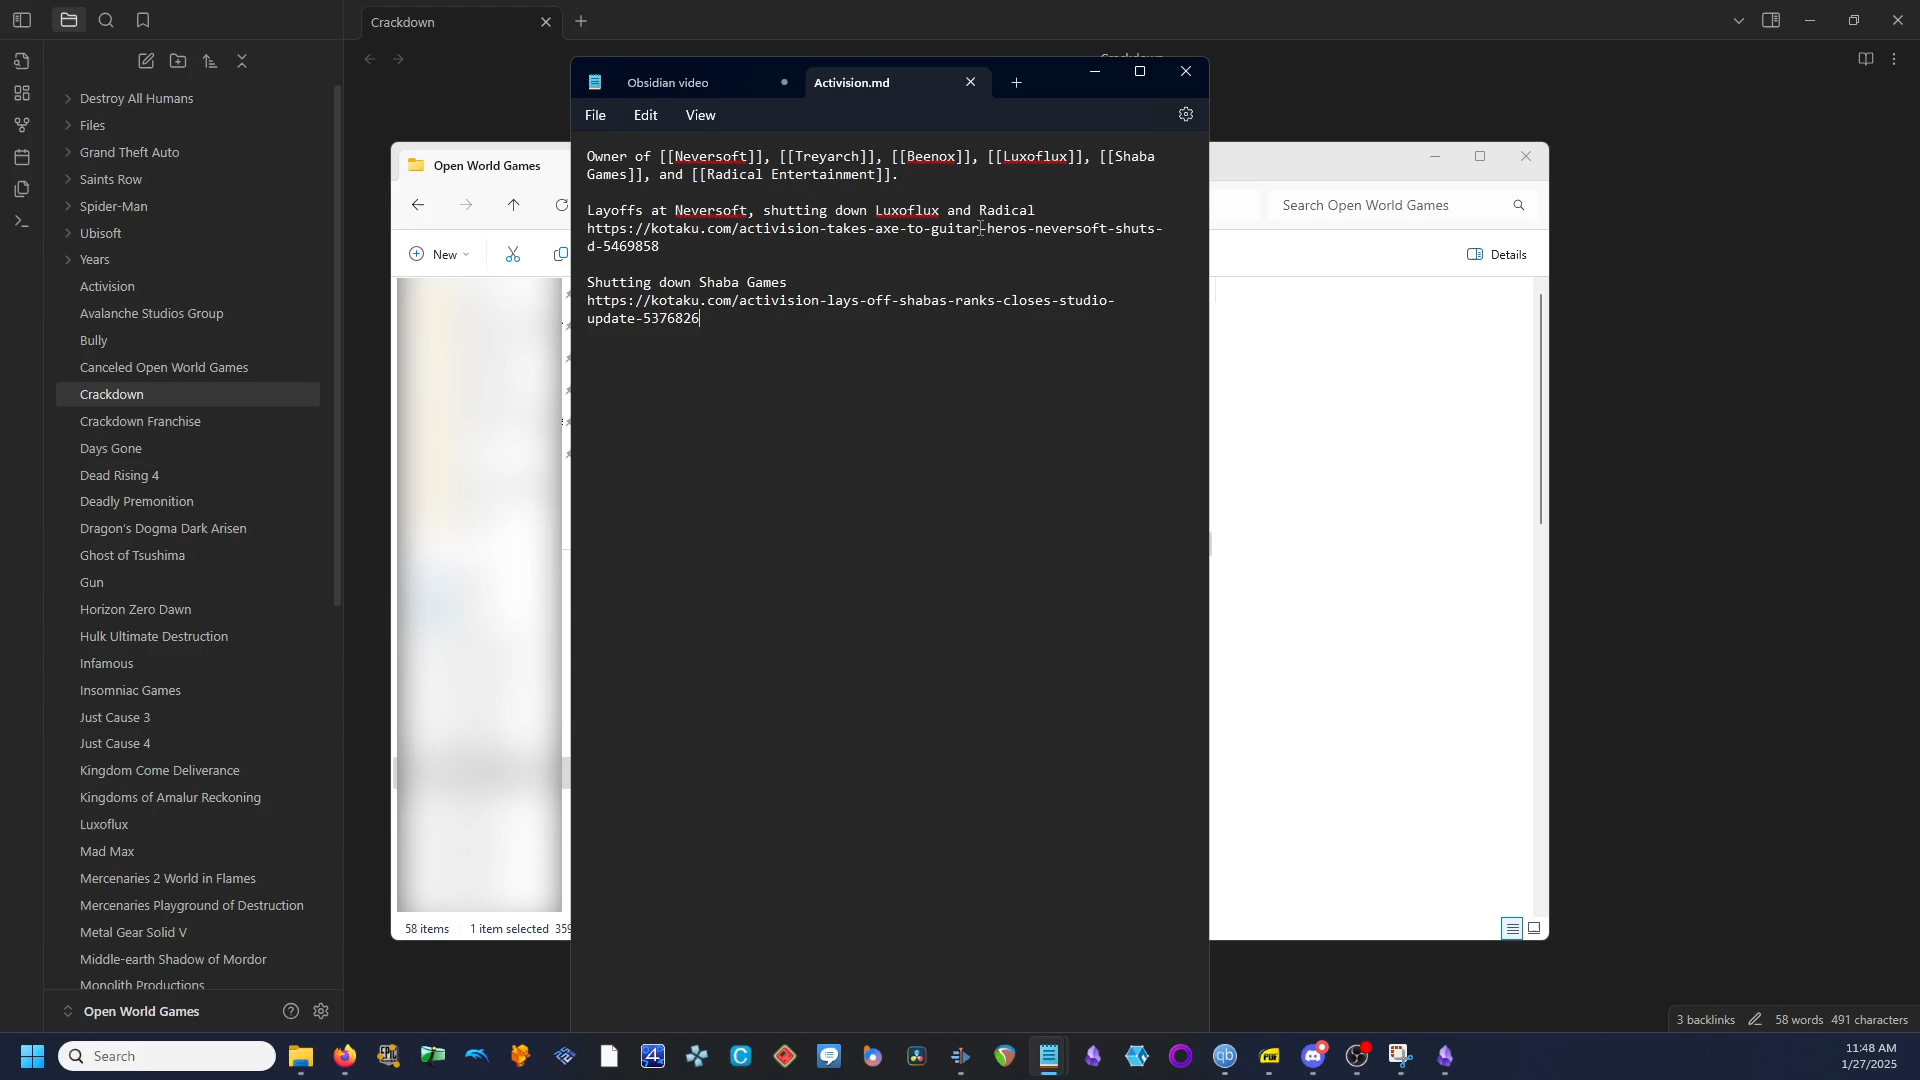 Crackdown
Destroy All Humans
Files
Grand Theft Auto
Saints Row
Spider-Man
Ubisoft
Years
Activision
Avalanche Studios Group
Bully
Canceled Open World Games
Crackdown
Crackdown Franchise
Days Gone
Dead Rising 4
Deadly Premonition
Dragon's Dogma Dark Arisen
Ghost of Tsushima
Gun
Horizon Zero Dawn
Hulk Ultimate Destruction
Infamous
Insomniac Games
Just Cause 3
Just Cause 4
Kingdom Come Deliverance
Kingdoms of Amalur Reckoning
Luxoflux
Mad Max
Mercenaries 2 World in Flames
Mercenaries Playground of Destruction
Metal Gear Solid V
Middle-earth Shadow of Mordor
Monolith Productions
Open World Games
Open World Games
New
58 items 1 item selected 359
Obsidian video
Activision.md
File Edit View
Owner of [[Neversoft]], [[Treyarch]], [[Beenox]], [[Luxoflux]], [[Shaba
Games]], and [[Radical Entertainment]].
Layoffs at Neversoft, shutting down Luxoflux and Radical
https://kotaku.com/activision-takes-axe-to-guitar-heros-neversoft-shuts-
d-5469858
Shutting down Shaba Games
https://kotaku.com/activision-lays-off-shabas-ranks-closes-studio-
update-5376826
Search Open World Games
Details
3 backlinks 58 words 491 characters
Search
11:48 AM
1/27/2025